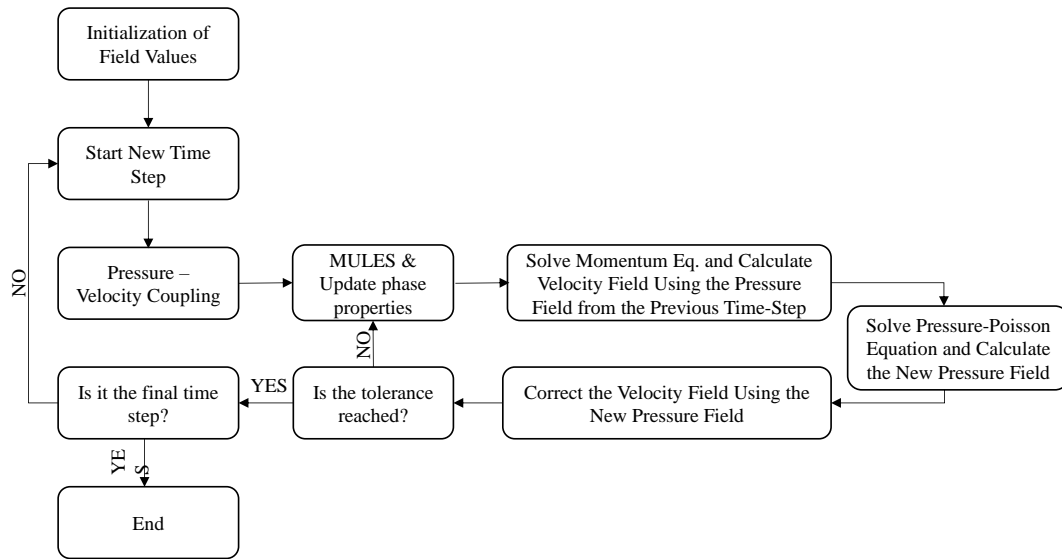 Initialization of
Field Values
Start New Time
Step
NO
Pressure –
Velocity Coupling
MULES &
Update phase
properties
Solve Momentum Eq. and Calculate
Velocity Field Using the Pressure
Field from the Previous Time-Step
Solve Pressure-Poisson
Equation and Calculate
the New Pressure Field
NO
Correct the Velocity Field Using the
New Pressure Field
Is the tolerance
reached?
YES
Is it the final time
step?
YE
S
End